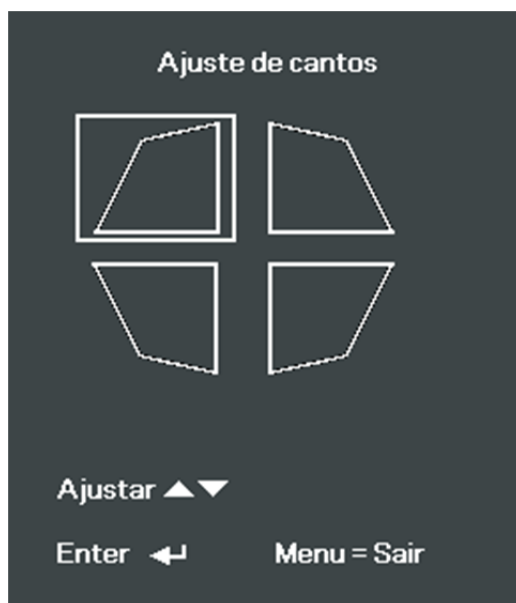 Ajuste de cantos
Ajustar ▲▼
Enter ↵ Menu = Sair